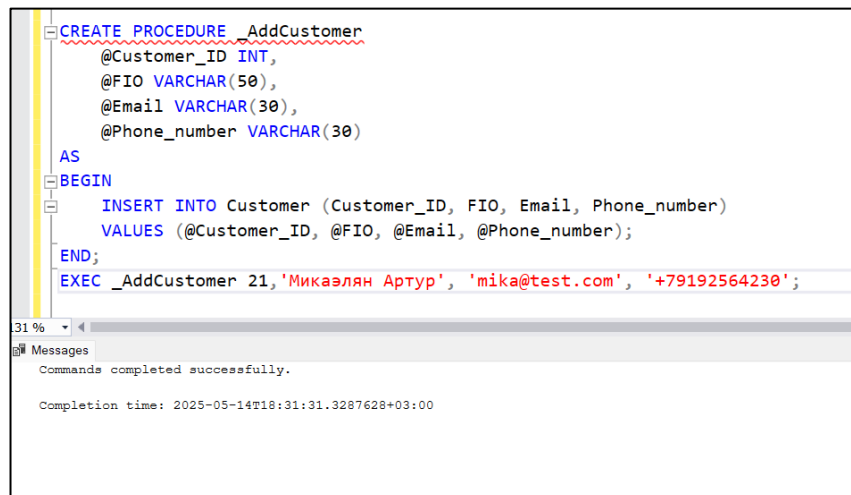 CREATE PROCEDURE _AddCustomer
@Customer_ID INT,
@FIO VARCHAR(50),
@Email VARCHAR(30),
@Phone_number VARCHAR(30)
AS
BEGIN
INSERT INTO Customer (Customer_ID, FIO, Email, Phone_number)
VALUES (@Customer_ID, @FIO, @Email, @Phone_number);
END;
EXEC _AddCustomer 21,'Микаэлян Артур', 'mika@test.com', '+79192564230';
131 %
Messages
Commands completed successfully.
Completion time: 2025-05-14T18:31:31.3287628+03:00